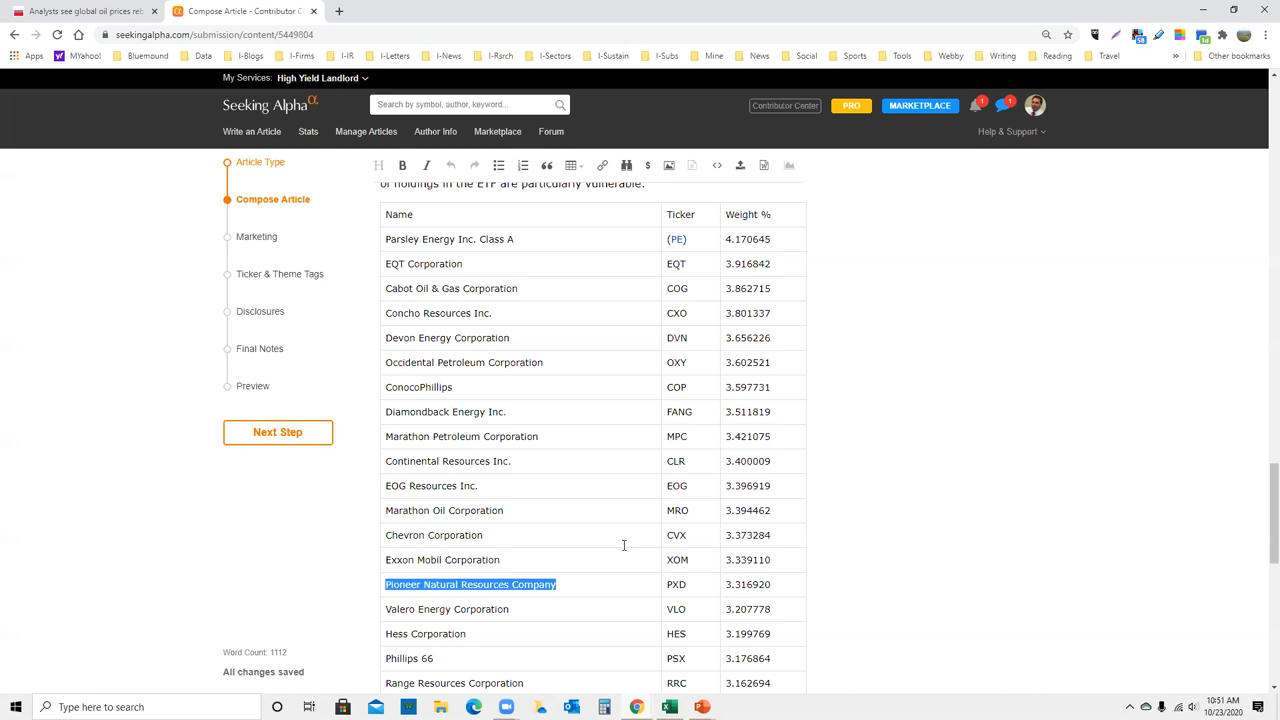 Analysts see global oil prices reb
Compose Article - Contributor C
seekingalpha.com/submission/content/5449804
Apps MYahoo! Bluemound Data I-Blogs I-Firms I-IR I-Letters I-News I-Rsrch I-Sectors I-Sustain I-Subs Mine News Social Sports Tools Webby Writing Reading Travel » Other bookmarks
My Services: High Yield Landlord
Seeking Alpha α
Search by symbol, author, keyword...
Contributor Center PRO MARKETPLACE 1 1
Write an Article Stats Manage Articles Author Info Marketplace Forum Help & Support
Article Type
Compose Article
Marketing
Ticker & Theme Tags
Disclosures
Final Notes
Preview
Next Step
Word Count: 1112
All changes saved
H B I
of holdings in the ETF are particularly vulnerable:
Name Ticker Weight %
Parsley Energy Inc. Class A (PE) 4.170645
EQT Corporation EQT 3.916842
Cabot Oil & Gas Corporation COG 3.862715
Concho Resources Inc. CXO 3.801337
Devon Energy Corporation DVN 3.656226
Occidental Petroleum Corporation OXY 3.602521
ConocoPhillips COP 3.597731
Diamondback Energy Inc. FANG 3.511819
Marathon Petroleum Corporation MPC 3.421075
Continental Resources Inc. CLR 3.400009
EOG Resources Inc. EOG 3.396919
Marathon Oil Corporation MRO 3.394462
Chevron Corporation CVX 3.373284
Exxon Mobil Corporation XOM 3.339110
Pioneer Natural Resources Company PXD 3.316920
Valero Energy Corporation VLO 3.207778
Hess Corporation HES 3.199769
Phillips 66 PSX 3.176864
Range Resources Corporation RRC 3.162694
Type here to search
10:51 AM
10/23/2020